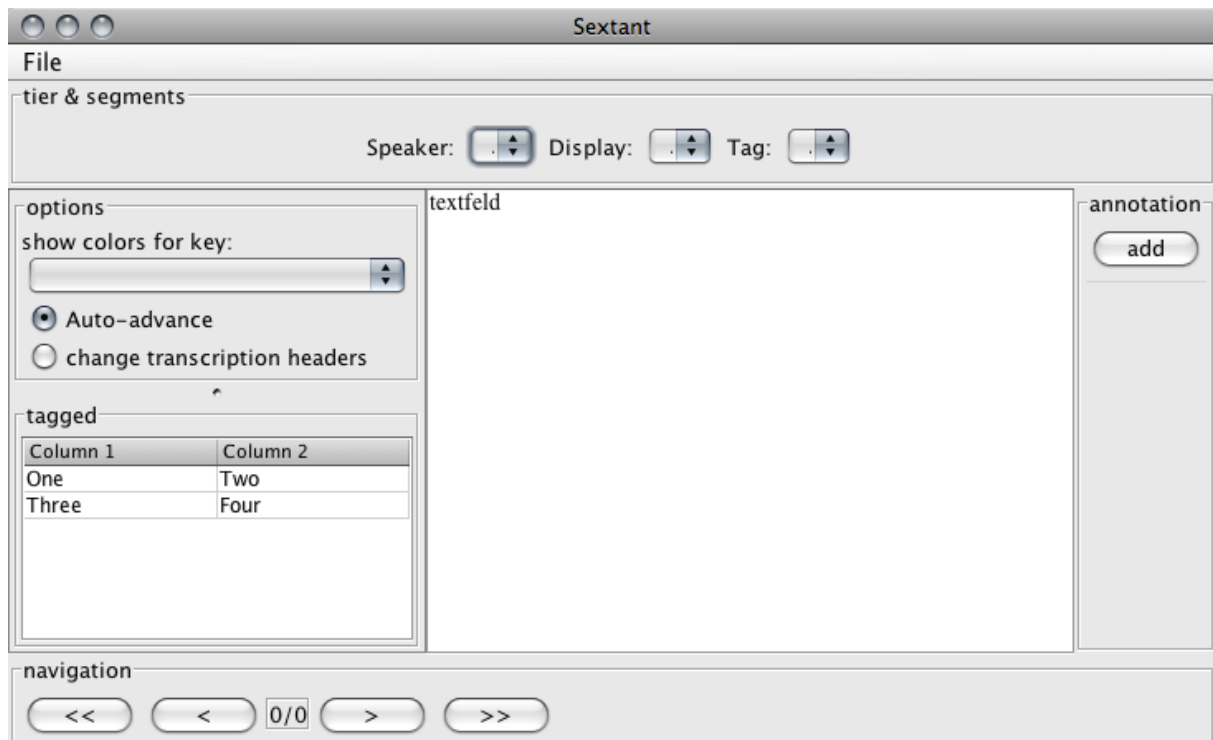 Sextant
File
tier & segments
Speaker: . Display: . Tag: .
options
show colors for key:
Auto-advance
change transcription headers
tagged
Column 1 Column 2
One Two
Three Four
textfeld
annotation
add
navigation
<< < 0/0 > >>